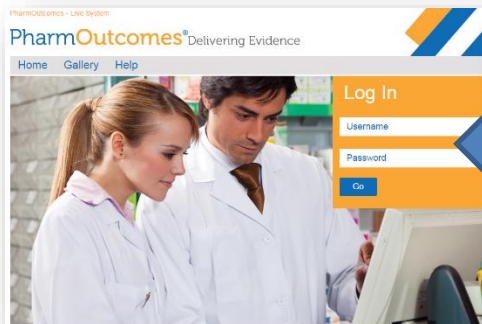 PharmOutcomes - Live System
PharmOutcomes® Delivering Evidence
Home Gallery Help
Log In
Username
Password
Go